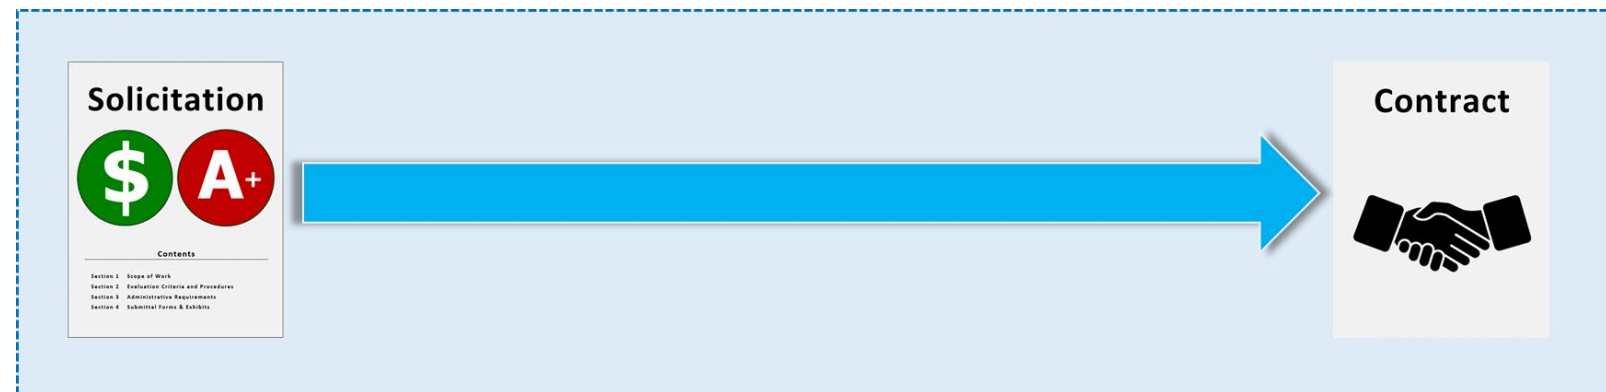 Solicitation
$ A+
Contents
Section 1 Scope of Work
Section 2 Evaluation Criteria and Procedures
Section 3 Administrative Requirements
Section 4 Submittal Forms & Exhibits
Contract